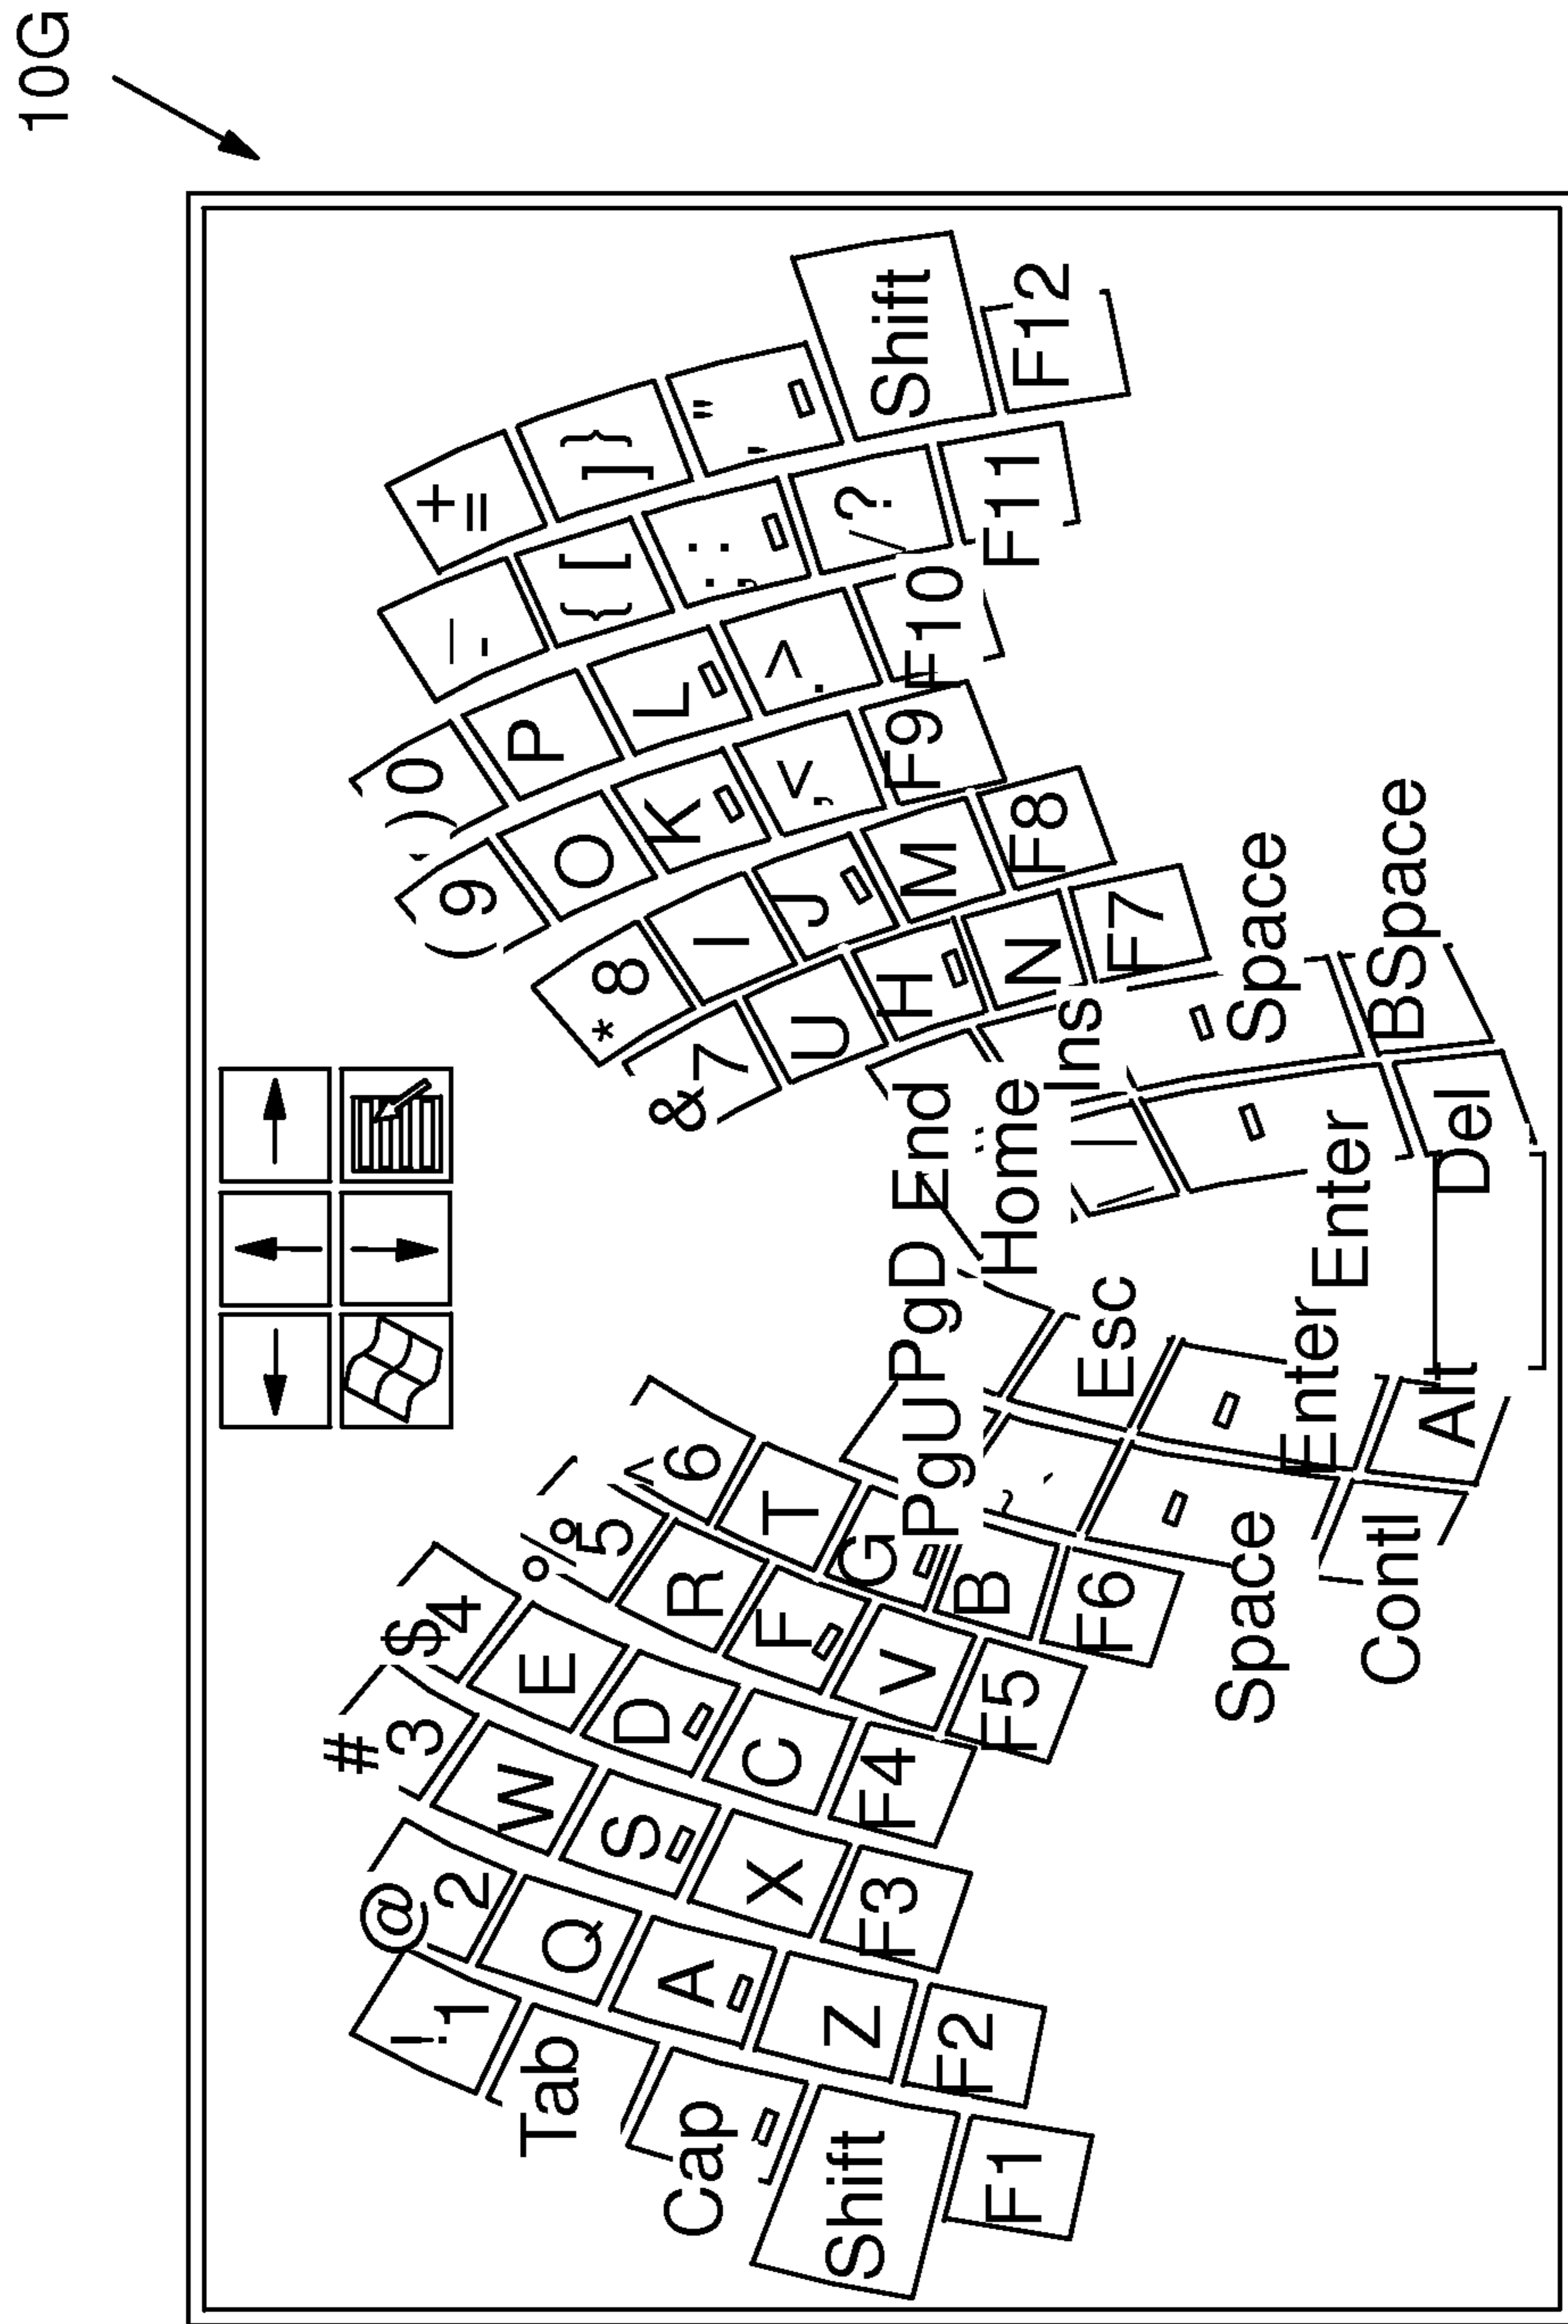 10G
! 1 @ 2 # 3 $ 4 % 5 ^ 6 & 7 * 8 ( 9 ) 0 _ - + =
Tab Q W E R T U I O P { [ ] }
Cap A S D F G H J K L ; : ' "
Shift Z X C V B N M , < . > / ? Shift
F1 F2 F3 F4 F5 F6 F7 F8 F9 F10 F11 F12
PgU PgD End
Home Ins
~ ` Esc \ |
Space Enter Enter Space
Contl Alt Del BSpace